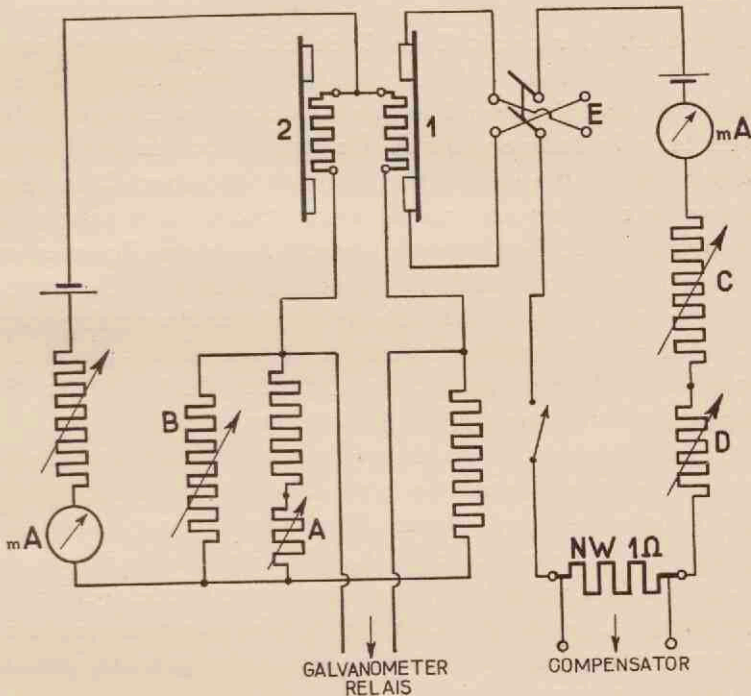 2
1
E
mA
C
B
D
A
mA
NW 1Ω
GALVANOMETER
RELAIS
COMPENSATOR